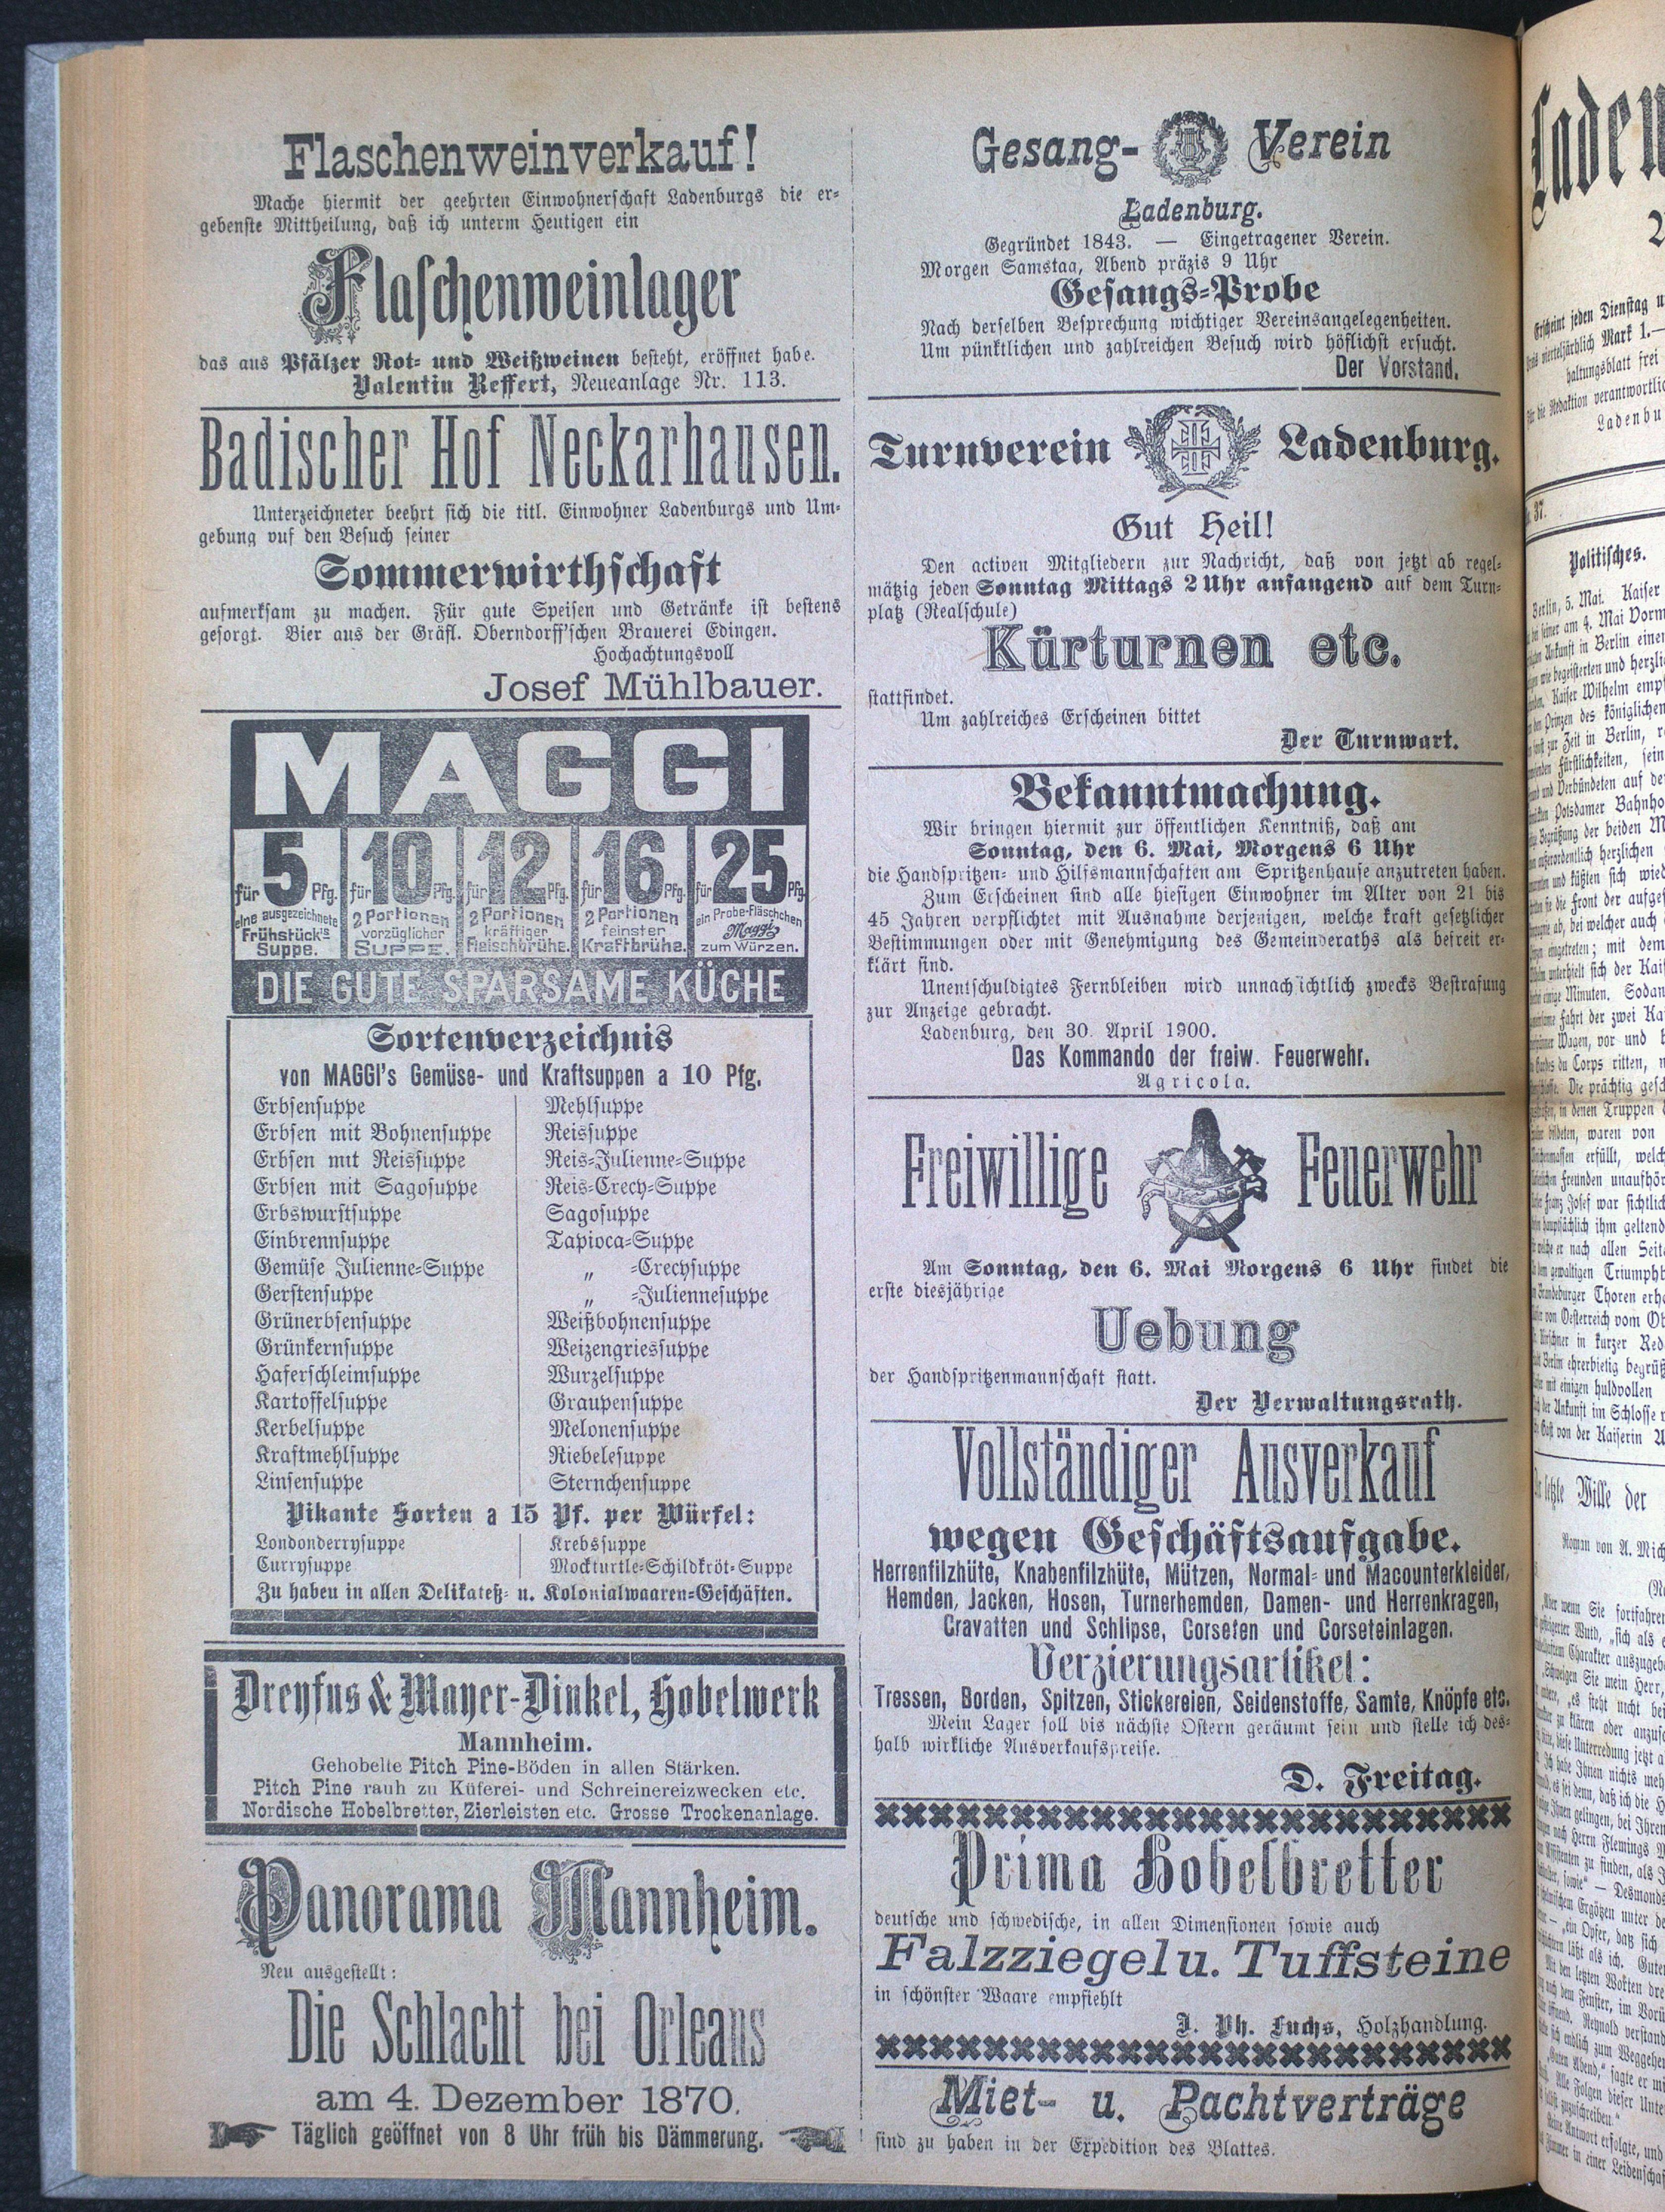 Flaschenweinverkauf!
Mache hiermit der geehrten Einwohnerschaft Ladenburgs die er-
gebenste Mittheilung, daß ich unterm Heutigen ein
Flaschenweinlager
das aus Pfälzer Rot- und Weißweinen besteht, eröffnet habe.
Valentin Reffert, Neueanlage Nr. 113.
Badischer Hof Neckarhausen.
Unterzeichneter beehrt sich die titl. Einwohner Ladenburgs und Um-
gebung vuf den Besuch seiner
Sommerwirthschaft
aufmerksam zu machen. Für gute Speisen und Getränke ist bestens
gesorgt. Bier aus der Gräfl. Oberndorff'schen Brauerei Edingen.
Hochachtungsvoll
Josef Mühlbauer.
MAGGI
für 5 Pfg. für 10 Pfg. für 12 Pfg. für 16 Pfg. für 25 Pfg.
eine ausgezeichnete Frühstücks Suppe.
2 Portionen vorzüglicher SUPPE.
2 Portionen kräftiger Fleischbrühe.
2 Portionen feinster Kraftbrühe.
ein Probe-Fläschchen Maggi zum Würzen.
DIE GUTE SPARSAME KÜCHE
Sortenverzeichnis
von MAGGI's Gemüse- und Kraftsuppen a 10 Pfg.
Erbsensuppe
Erbsen mit Bohnensuppe
Erbsen mit Reissuppe
Erbsen mit Sagosuppe
Erbswurstsuppe
Einbrennsuppe
Gemüse Julienne-Suppe
Gerstensuppe
Grünerbsensuppe
Grünkernsuppe
Haferschleimsuppe
Kartoffelsuppe
Kerbelsuppe
Kraftmehlsuppe
Linsensuppe
Mehlsuppe
Reissuppe
Reis-Julienne-Suppe
Reis-Crecy-Suppe
Sagosuppe
Tapioca-Suppe
„ -Crecysuppe
„ -Juliennesuppe
Weißbohnensuppe
Weizengriessuppe
Wurzelsuppe
Graupensuppe
Melonensuppe
Riebelesuppe
Sternchensuppe
Pikante Sorten a 15 Pf. per Würfel:
Londonderrysuppe
Currysuppe
Krebssuppe
Mockturtle-Schildkröt-Suppe
Zu haben in allen Delikateß- u. Kolonialwaaren-Geschäften.
Dreyfus & Mayer-Dinkel, Hobelwerk
Mannheim.
Gehobelte Pitch Pine-Böden in allen Stärken.
Pitch Pine rauh zu Küferei- und Schreinereizwecken etc.
Nordische Hobelbretter, Zierleisten etc. Grosse Trockenanlage.
Panorama Mannheim.
Neu ausgestellt:
Die Schlacht bei Orleans
am 4. Dezember 1870.
Täglich geöffnet von 8 Uhr früh bis Dämmerung.
Gesang- Verein
Ladenburg.
Gegründet 1843. — Eingetragener Verein.
Morgen Samstag, Abend präzis 9 Uhr
Gesangs-Probe
Nach derselben Besprechung wichtiger Vereinsangelegenheiten.
Um pünktlichen und zahlreichen Besuch wird höflichst ersucht.
Der Vorstand.
Turnverein Ladenburg.
Gut Heil!
Den activen Mitgliedern zur Nachricht, daß von jetzt ab regel-
mätzig jeden Sonntag Mittags 2 Uhr anfangend auf dem Turn-
platz (Realschule)
Kürturnen etc.
stattfindet.
Um zahlreiches Erscheinen bittet
Der Turnwart.
Bekanntmachung.
Wir bringen hiermit zur öffentlichen Kenntniß, daß am
Sonntag, den 6. Mai, Morgens 6 Uhr
die Handspritzen- und Hilfsmannschaften am Spritzenhause anzutreten haben.
Zum Erscheinen sind alle hiesigen Einwohner im Alter von 21 bis
45 Jahren verpflichtet mit Ausnahme derjenigen, welche kraft gesetzlicher
Bestimmungen oder mit Genehmigung des Gemeinderaths als befreit er-
klärt sind.
Unentschuldigtes Fernbleiben wird unnachsichtlich zwecks Bestrafung
zur Anzeige gebracht.
Ladenburg, den 30. April 1900.
Das Kommando der freiw. Feuerwehr.
Agricola.
Freiwillige Feuerwehr
Am Sonntag, den 6. Mai Morgens 6 Uhr findet die
erste diesjährige
Uebung
der Handspritzenmannschaft statt.
Der Verwaltungsrath.
Vollständiger Ausverkauf
wegen Geschäftsaufgabe.
Herrenfilzhüte, Knabenfilzhüte, Mützen, Normal- und Macounterkleider,
Hemden, Jacken, Hosen, Turnerhemden, Damen- und Herrenkragen,
Cravatten und Schlipse, Corseten und Corseteinlagen.
Verzierungsartikel:
Tressen, Borden, Spitzen, Stickereien, Seidenstoffe, Samte, Knöpfe etc.
Mein Lager soll bis nächste Ostern geräumt sein und stelle ich des-
halb wirkliche Ausverkaufspreise.
D. Freitag.
Prima Hobelbretter
deutsche und schwedische, in allen Dimensionen sowie auch
Falzziegel u. Tuffsteine
in schönster Waare empfiehlt
J. Ph. Fuchs, Holzhandlung.
Miet- u. Pachtverträge
sind zu haben in der Expedition des Blattes.
Erscheint jeden Dienstag
vierteljährlich Mark 1.—
haltungsblatt frei
die Redaktion verantwortlich
37.
Politisches.
Berlin, 5. Mai. Kaiser